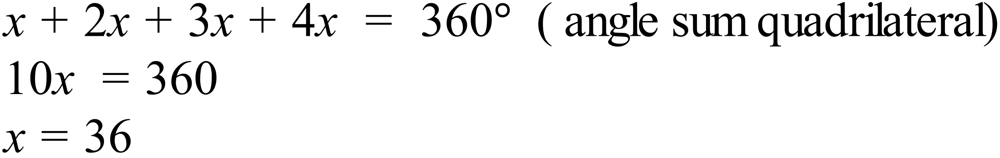 x + 2x + 3x + 4x = 360° ( angle sum quadrilateral)
10x = 360
x = 36